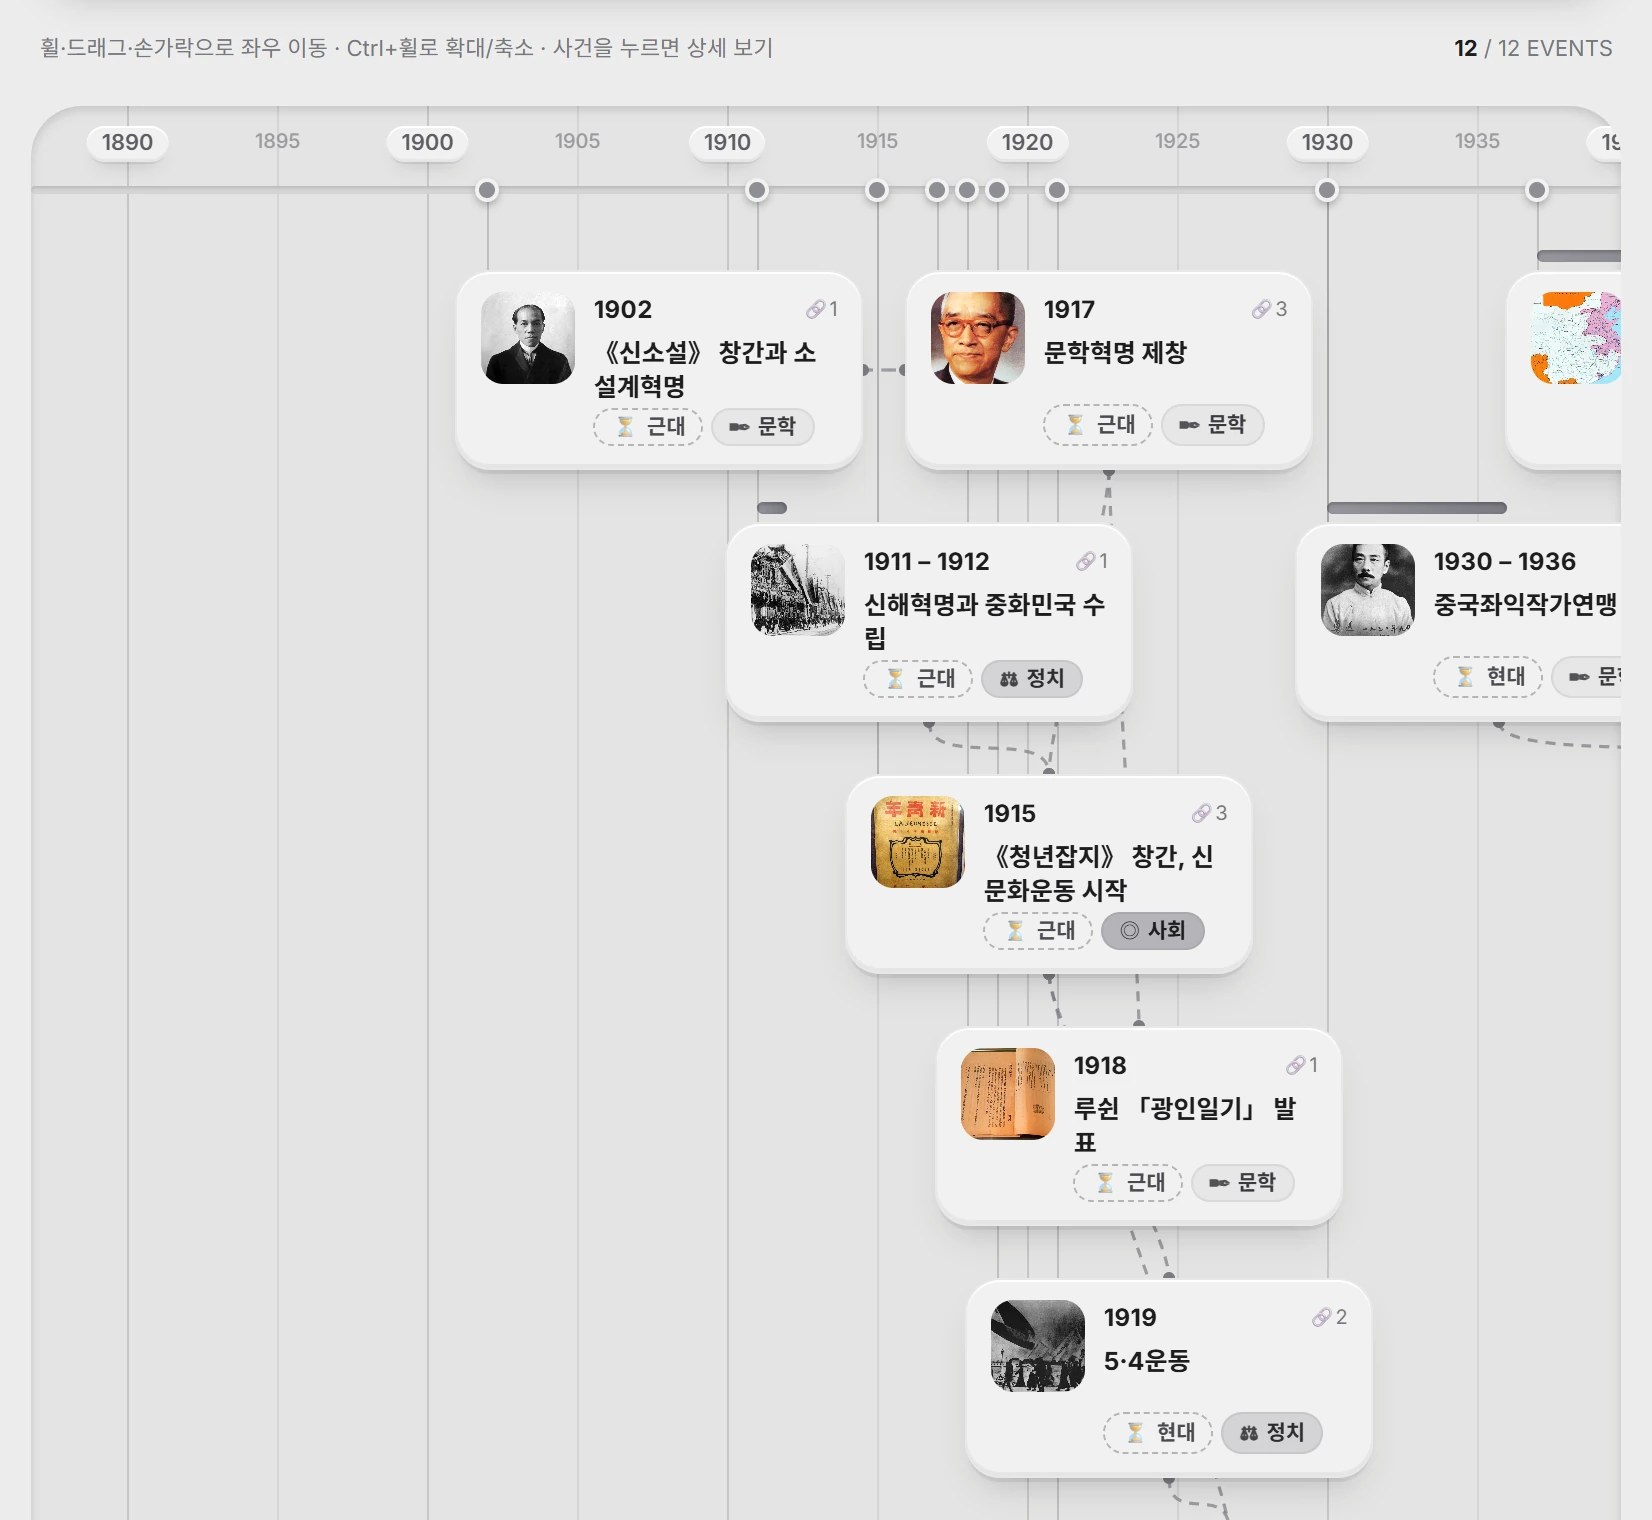 휠·드래그·손가락으로 좌우 이동 · Ctrl+휠로 확대/축소 · 사건을 누르면 상세 보기
12 / 12 EVENTS
1890 1895 1900 1905 1910 1915 1920 1925 1930 1935 19
1902
1
《신소설》 창간과 소
설계혁명
근대 문학
1917
3
문학혁명 제창
근대 문학
1911 – 1912
1
신해혁명과 중화민국 수
립
근대 정치
1930 – 1936
중국좌익작가연맹
현대
1915
3
《청년잡지》 창간, 신
문화운동 시작
근대 사회
新青年
LA JEUNESSE
1918
1
루쉰 「광인일기」 발
표
근대 문학
1919
2
5·4운동
현대 정치